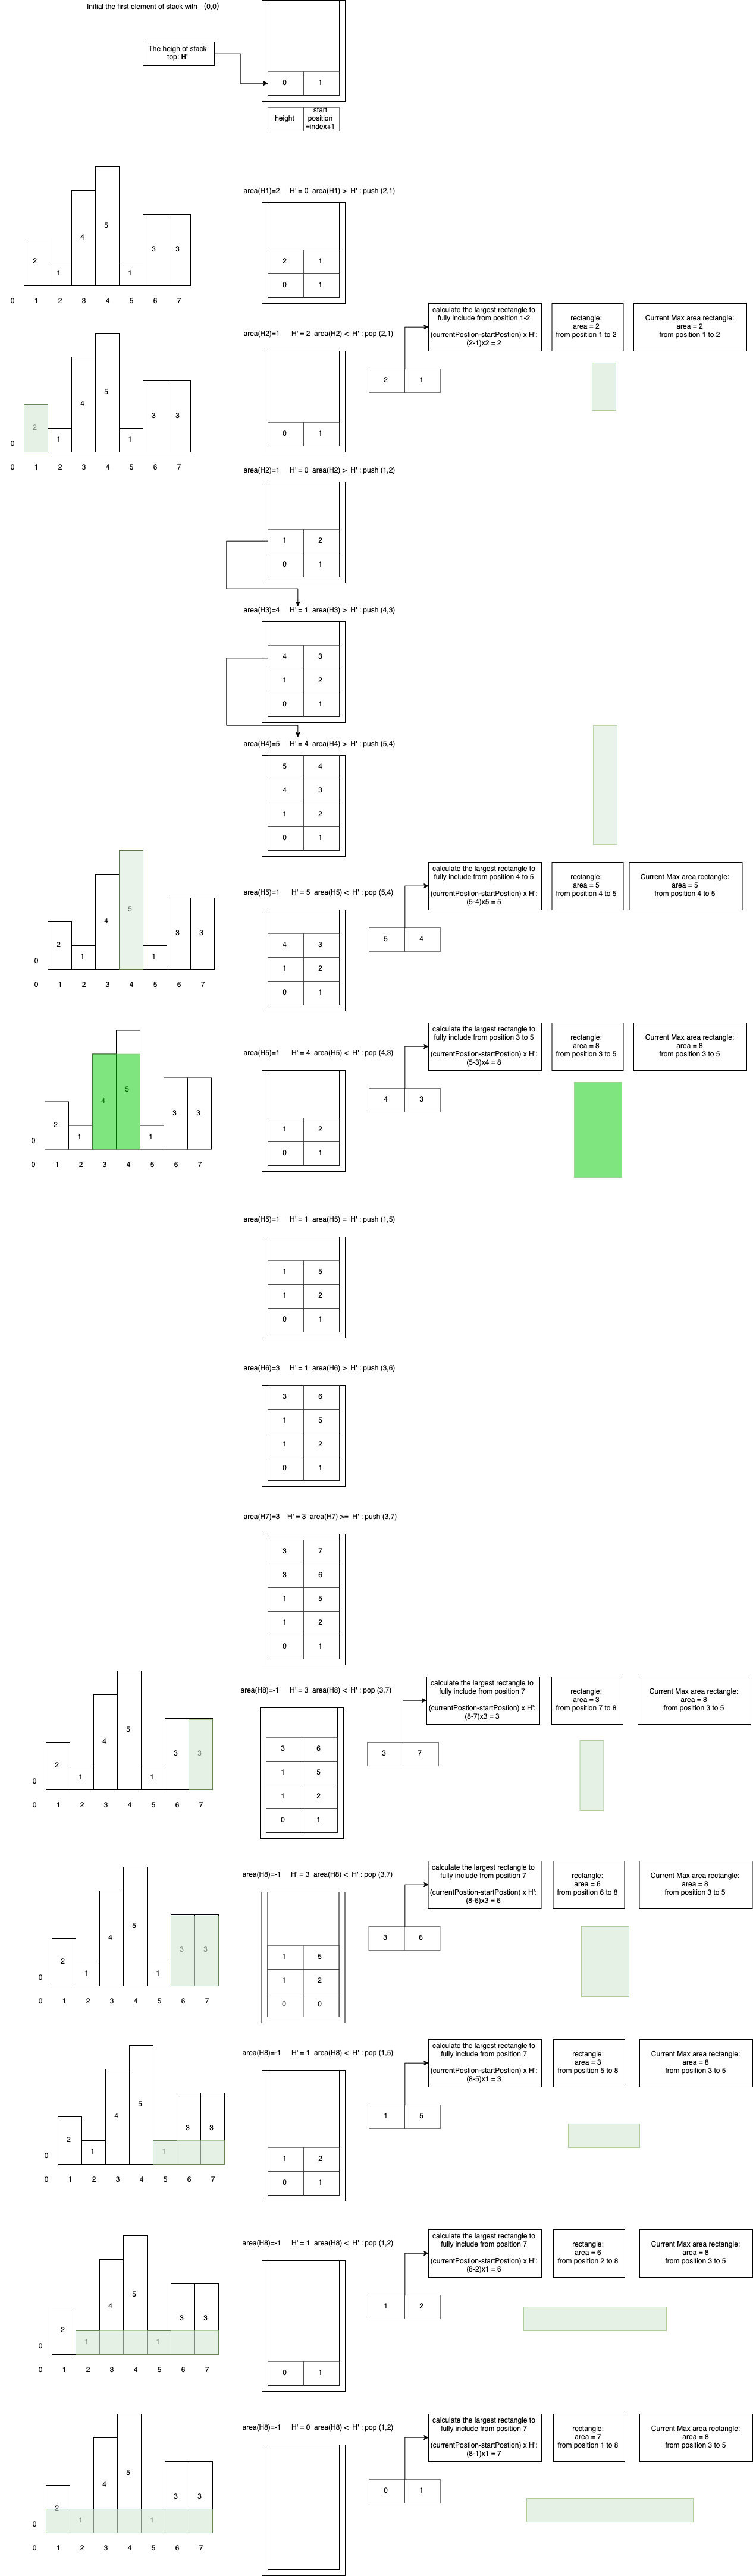 Initial the first element of stack with (0,0)
The heigh of stack
top: H'
0 1
height
start
position
=index+1
area(H1)=2 H' = 0 area(H1) > H' : push (2,1)
2 1 4 5 1 3 3
0 1 2 3 4 5 6 7
2 1
0 1
area(H2)=1 H' = 2 area(H2) < H' : pop (2,1)
calculate the largest rectangle to
fully include from position 1-2
(currentPostion-startPostion) x H':
(2-1)x2 = 2
rectangle:
area = 2
from position 1 to 2
Current Max area rectangle:
area = 2
from position 1 to 2
2 1
2 1 4 5 1 3 3
0
0 1 2 3 4 5 6 7
0 1
area(H2)=1 H' = 0 area(H2) > H' : push (1,2)
1 2
0 1
area(H3)=4 H' = 1 area(H3) > H' : push (4,3)
4 3
1 2
0 1
area(H4)=5 H' = 4 area(H4) > H' : push (5,4)
5 4
4 3
1 2
0 1
area(H5)=1 H' = 5 area(H5) < H' : pop (5,4)
calculate the largest rectangle to
fully include from position 4 to 5
(currentPostion-startPostion) x H':
(5-4)x5 = 5
rectangle:
area = 5
from position 4 to 5
Current Max area rectangle:
area = 5
from position 4 to 5
5 4
2 1 4 5 1 3 3
0
0 1 2 3 4 5 6 7
4 3
1 2
0 1
area(H5)=1 H' = 4 area(H5) < H' : pop (4,3)
calculate the largest rectangle to
fully include from position 3 to 5
(currentPostion-startPostion) x H':
(5-3)x4 = 8
rectangle:
area = 8
from position 3 to 5
Current Max area rectangle:
area = 8
from position 3 to 5
4 3
2 1 4 5 1 3 3
0
0 1 2 3 4 5 6 7
1 2
0 1
area(H5)=1 H' = 1 area(H5) = H' : push (1,5)
1 5
1 2
0 1
area(H6)=3 H' = 1 area(H6) > H' : push (3,6)
3 6
1 5
1 2
0 1
area(H7)=3 H' = 3 area(H7) >= H' : push (3,7)
3 7
3 6
1 5
1 2
0 1
area(H8)=-1 H' = 3 area(H8) < H' : pop (3,7)
calculate the largest rectangle to
fully include from position 7
(currentPostion-startPostion) x H':
(8-7)x3 = 3
rectangle:
area = 3
from position 7 to 8
Current Max area rectangle:
area = 8
from position 3 to 5
3 7
2 1 4 5 1 3 3
0
0 1 2 3 4 5 6 7
3 6
1 5
1 2
0 1
area(H8)=-1 H' = 3 area(H8) < H' : pop (3,7)
calculate the largest rectangle to
fully include from position 7
(currentPostion-startPostion) x H':
(8-6)x3 = 6
rectangle:
area = 6
from position 6 to 8
Current Max area rectangle:
area = 8
from position 3 to 5
3 6
2 1 4 5 1 3 3
0
0 1 2 3 4 5 6 7
1 5
1 2
0 0
area(H8)=-1 H' = 1 area(H8) < H' : pop (1,5)
calculate the largest rectangle to
fully include from position 7
(currentPostion-startPostion) x H':
(8-5)x1 = 3
rectangle:
area = 3
from position 5 to 8
Current Max area rectangle:
area = 8
from position 3 to 5
1 5
2 1 4 5 1 3 3
0
0 1 2 3 4 5 6 7
1 2
0 1
area(H8)=-1 H' = 1 area(H8) < H' : pop (1,2)
calculate the largest rectangle to
fully include from position 7
(currentPostion-startPostion) x H':
(8-2)x1 = 6
rectangle:
area = 6
from position 2 to 8
Current Max area rectangle:
area = 8
from position 3 to 5
1 2
2 1 4 5 1 3 3
0
0 1 2 3 4 5 6 7
0 1
area(H8)=-1 H' = 0 area(H8) < H' : pop (1,2)
calculate the largest rectangle to
fully include from position 7
(currentPostion-startPostion) x H':
(8-1)x1 = 7
rectangle:
area = 7
from position 1 to 8
Current Max area rectangle:
area = 8
from position 3 to 5
0 1
2 1 4 5 1 3 3
0
0 1 2 3 4 5 6 7